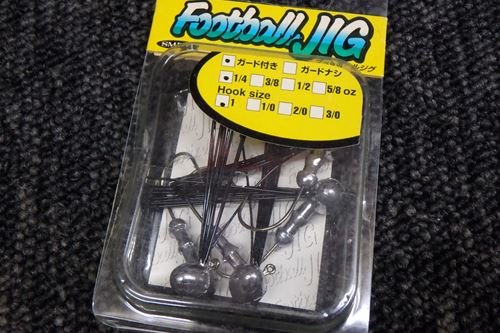 Football JIG
ガード付き ガードナシ
1/4 3/8 1/2 5/8 oz
Hook size
1 1/0 2/0 3/0